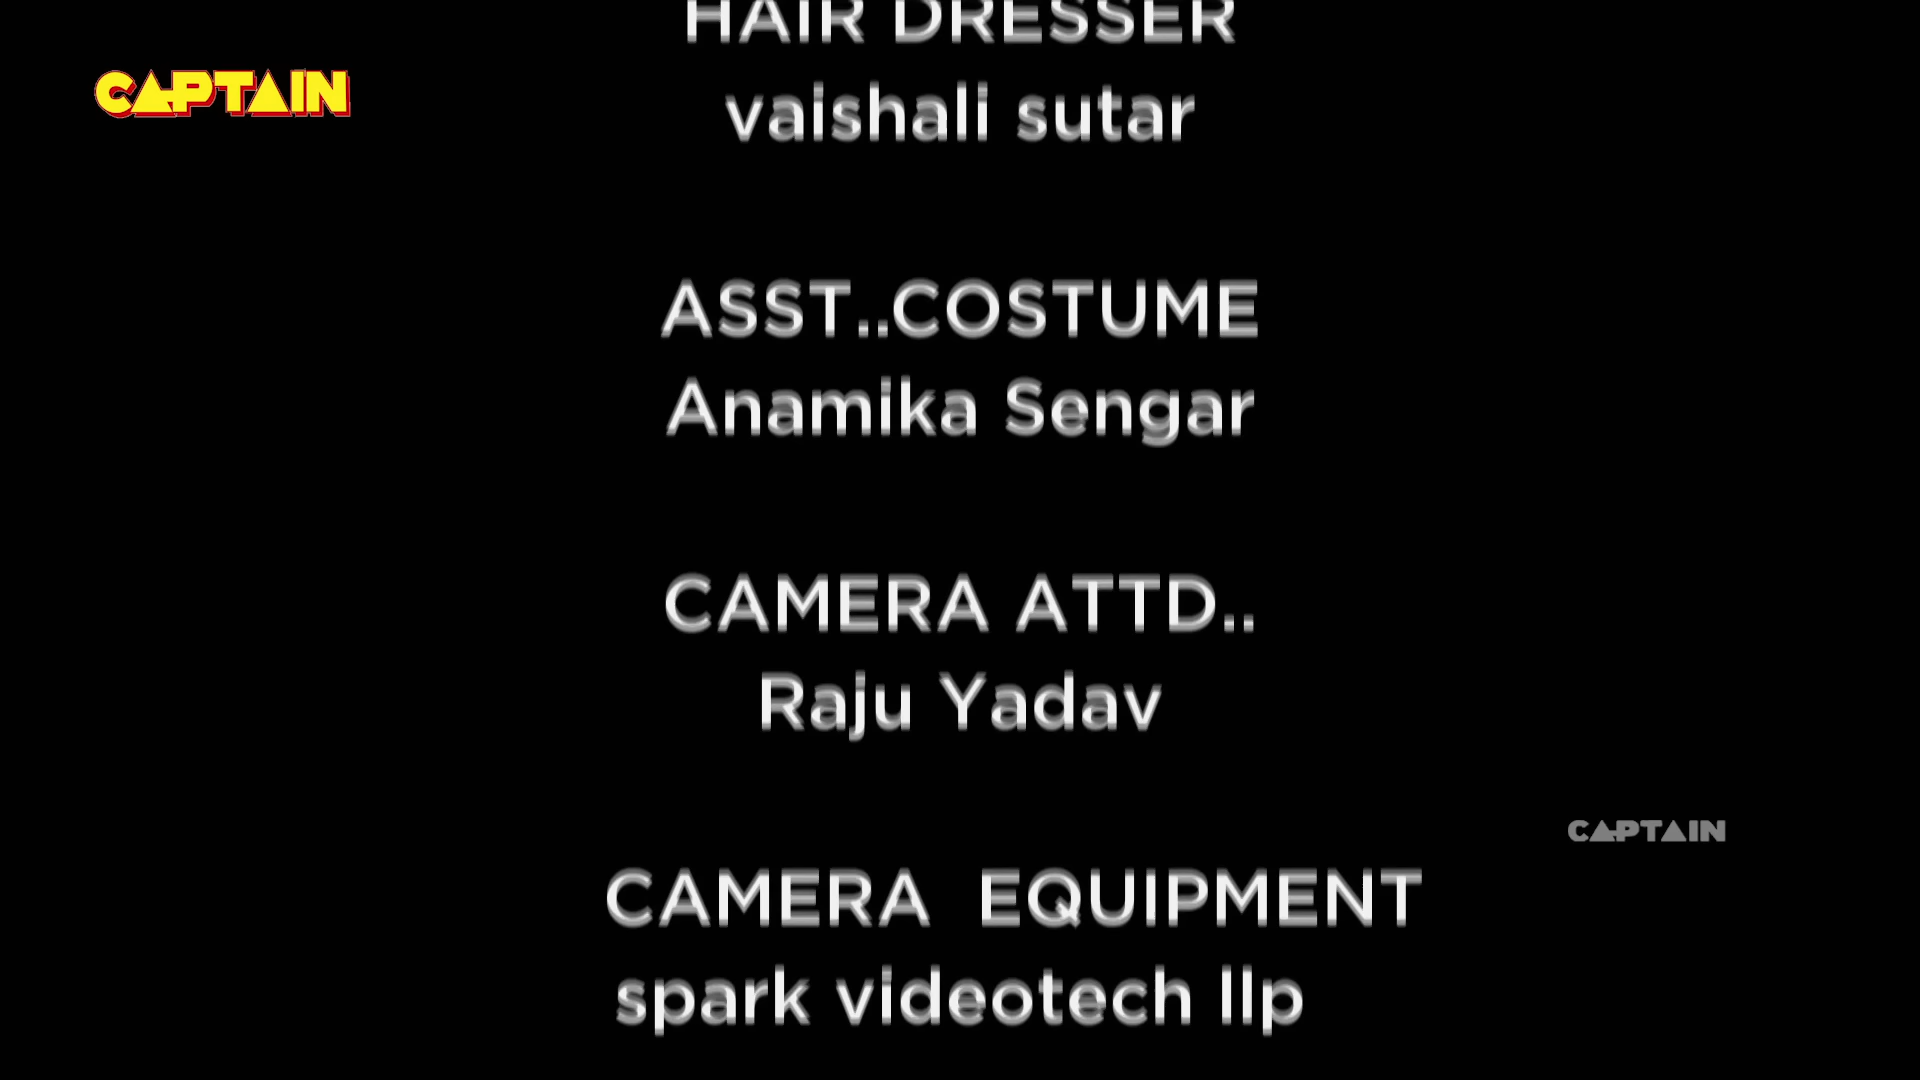 HAIR DRESSER
CAPTAIN
vaishali sutar
ASST..COSTUME
Anamika Sengar
CAMERA ATTD..
Raju Yadav
CAPTAIN
CAMERA  EQUIPMENT
spark videotech llp